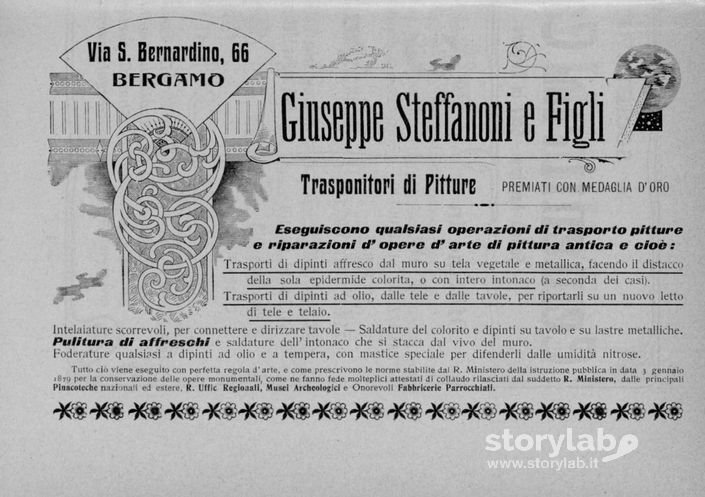 Via S. Bernardino, 66
BERGAMO
Giuseppe Steffanoni e Figli
Trasponitori di Pitture PREMIATI CON MEDAGLIA D'ORO
Eseguiscono qualsiasi operazioni di trasporto pitture
e riparazioni d'opere d'arte di pittura antica e cioè:
Trasporti di dipinti affresco dal muro su tela vegetale e metallica, facendo il distacco
della sola epidermide colorita, o con intero intonaco (a seconda dei casi).
Trasporti di dipinti ad olio, dalle tele e dalle tavole, per riportarli su un nuovo letto
di tele e telaio.
Intelaiature scorrevoli, per connettere e dirizzare tavole — Saldature del colorito e dipinti su tavolo e su lastre metalliche.
Pulitura di affreschi e saldature dell'intonaco che si stacca dal vivo del muro.
Foderature qualsiasi a dipinti ad olio e a tempera, con mastice speciale per difenderli dalle umidità nitrose.
Tutto ciò viene eseguito con perfetta regola d'arte, e come prescrivono le norme stabilite dal R. Ministero della istruzione pubblica in data 3 gennaio
1879 per la conservazione delle opere monumentali, come ne fanno fede molteplici attestati di collaudo rilasciati dal suddetto R. Ministero, dalle principali
Pinacoteche nazionali ed estere, R. Uffic Regionali, Musei Archeologici e Onorevoli Fabbricerie Parrocchiali.
storylab
www.storylab.it